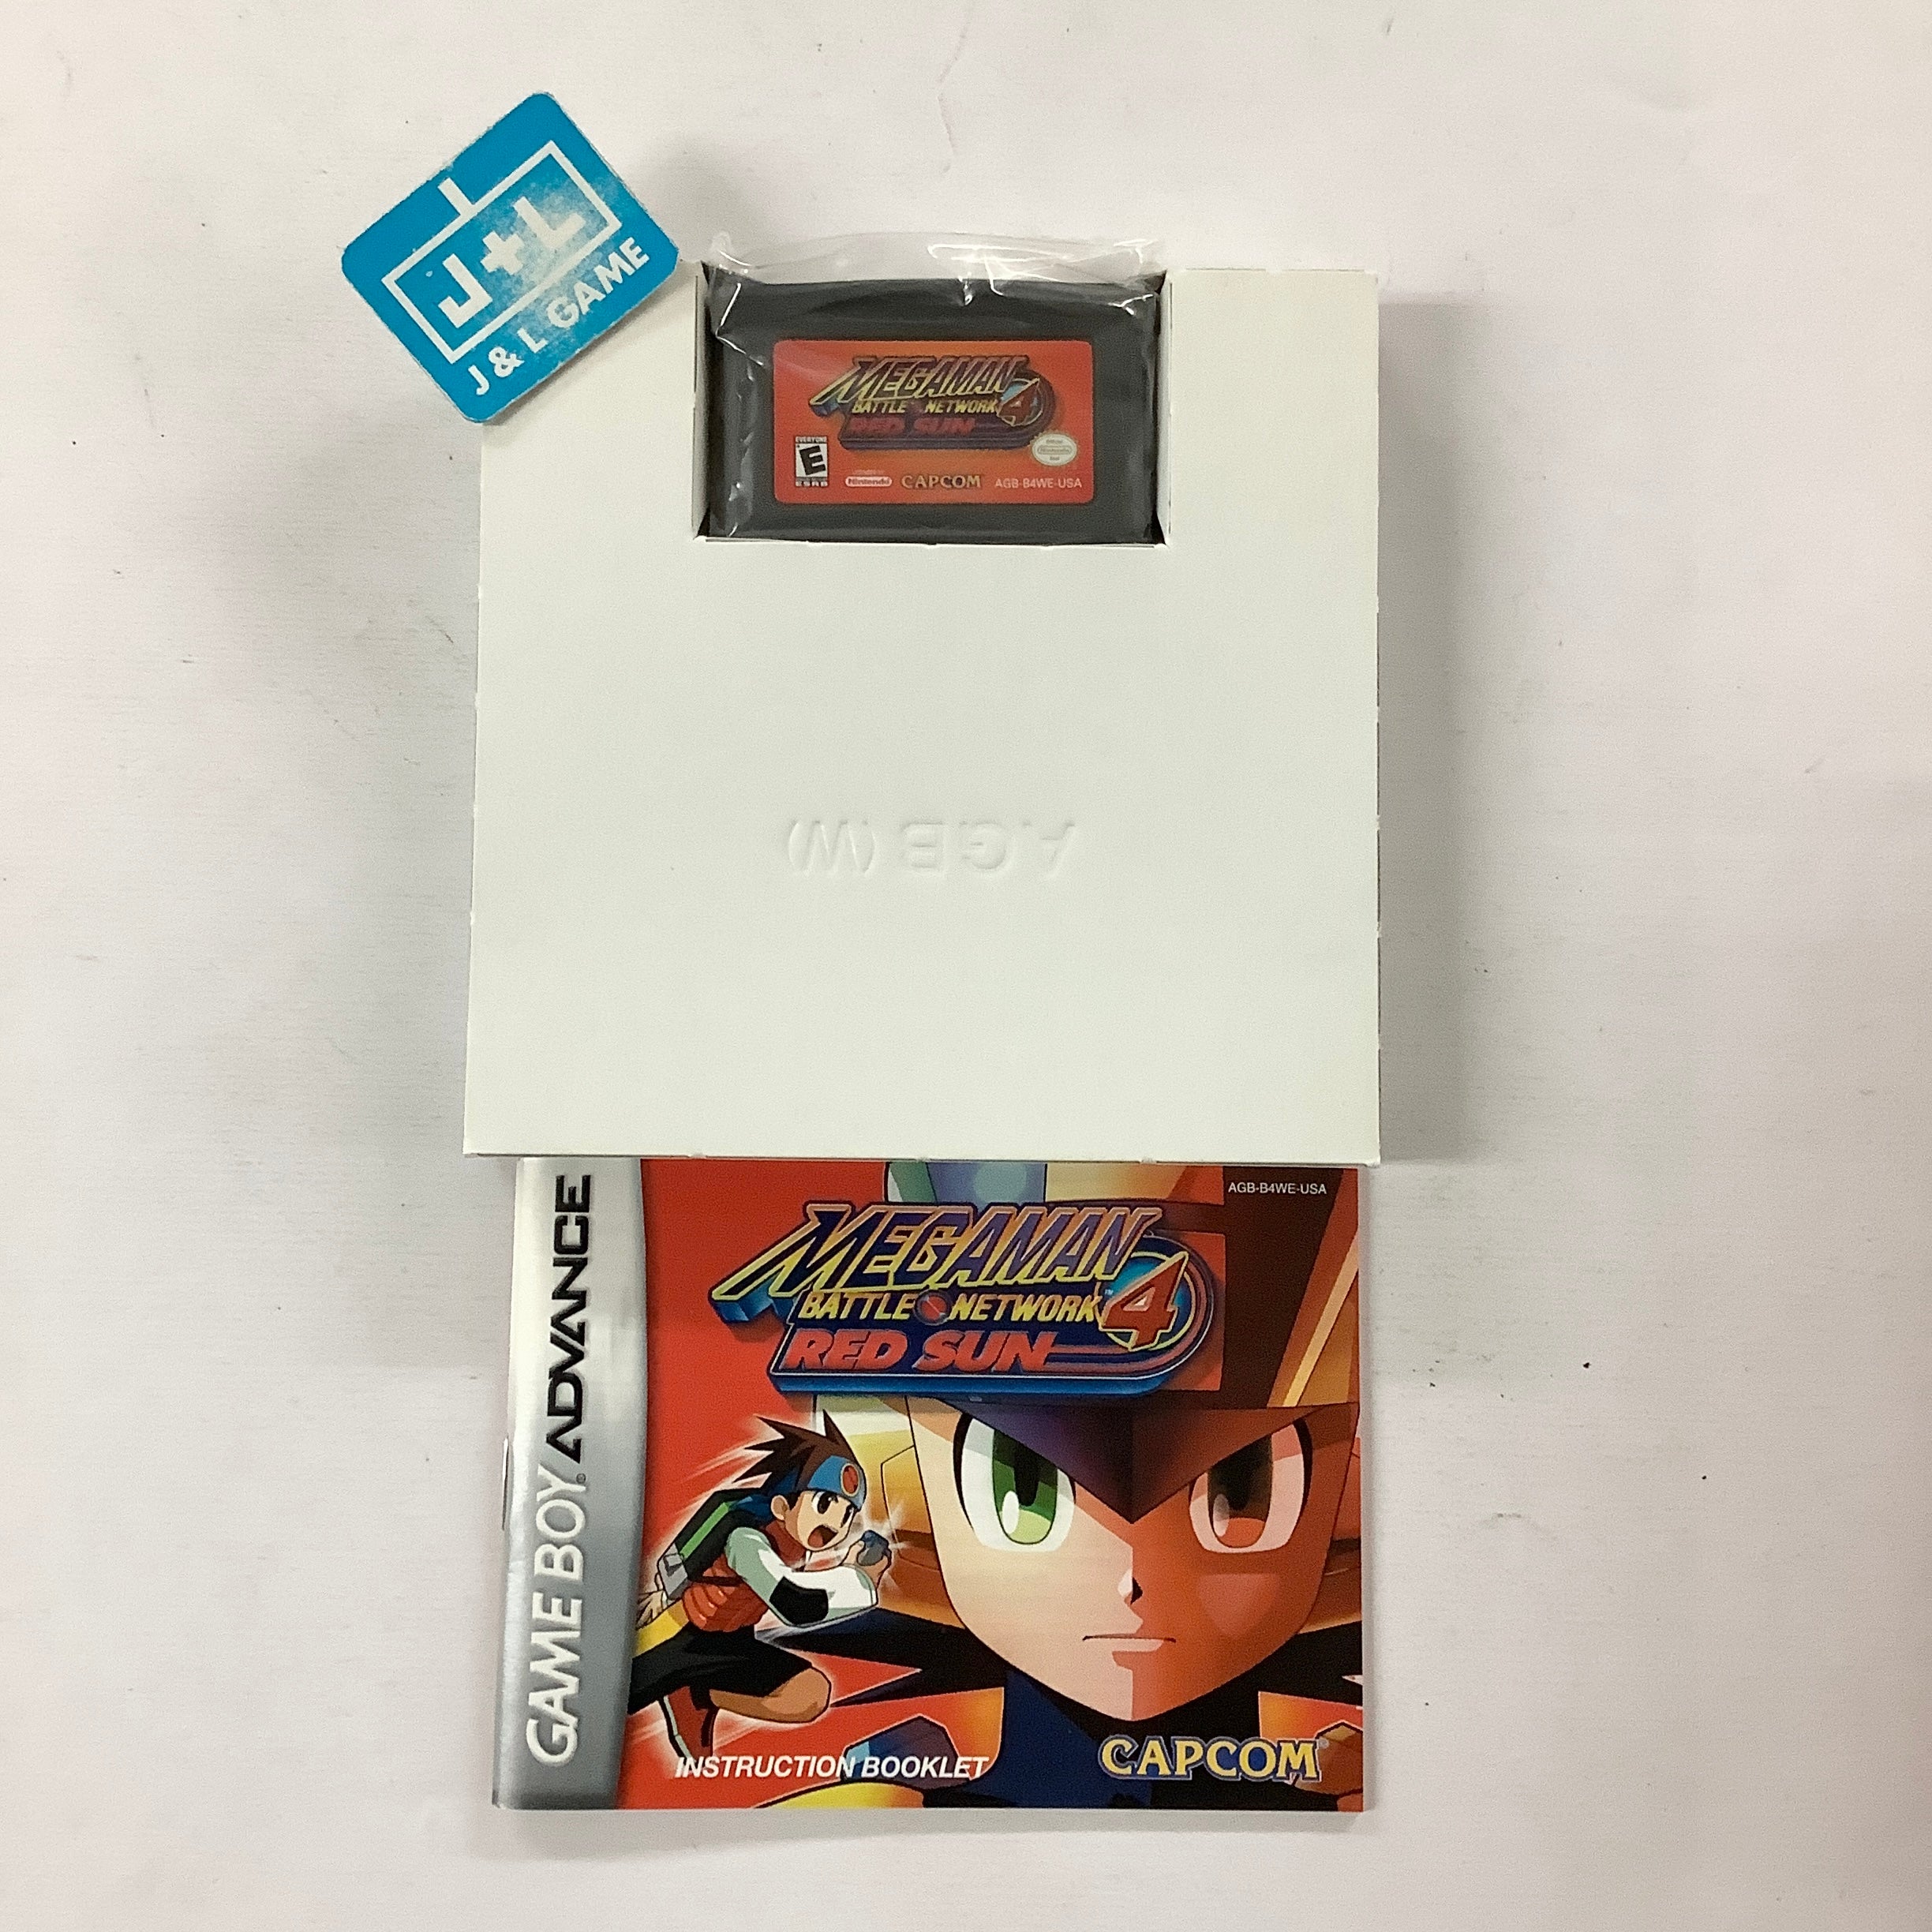 J+L
J & L GAME
MEGAMAN
BATTLE NETWORK 4
RED SUN
EVERYONE
E
ESRB
Nintendo
CAPCOM
AGB-B4WE-USA
AGB (W)
GAME BOY ADVANCE
AGB-B4WE-USA
MEGAMAN
BATTLE NETWORK 4
RED SUN
INSTRUCTION BOOKLET
CAPCOM